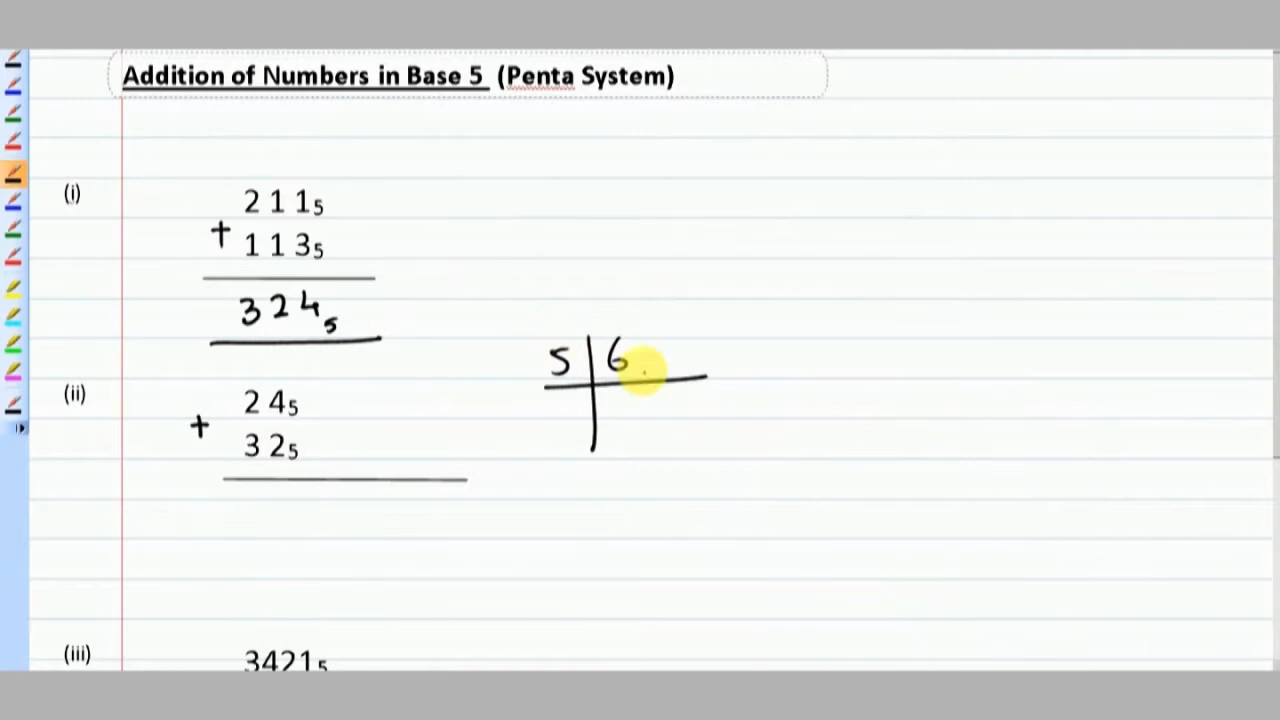 Addition of Numbers in Base 5 (Penta System)
(i)
2 1 1₅
+ 1 1 3₅
3 2 4₅
5 | 6
(ii)
2 4₅
+ 3 2₅
(iii)
3421₅